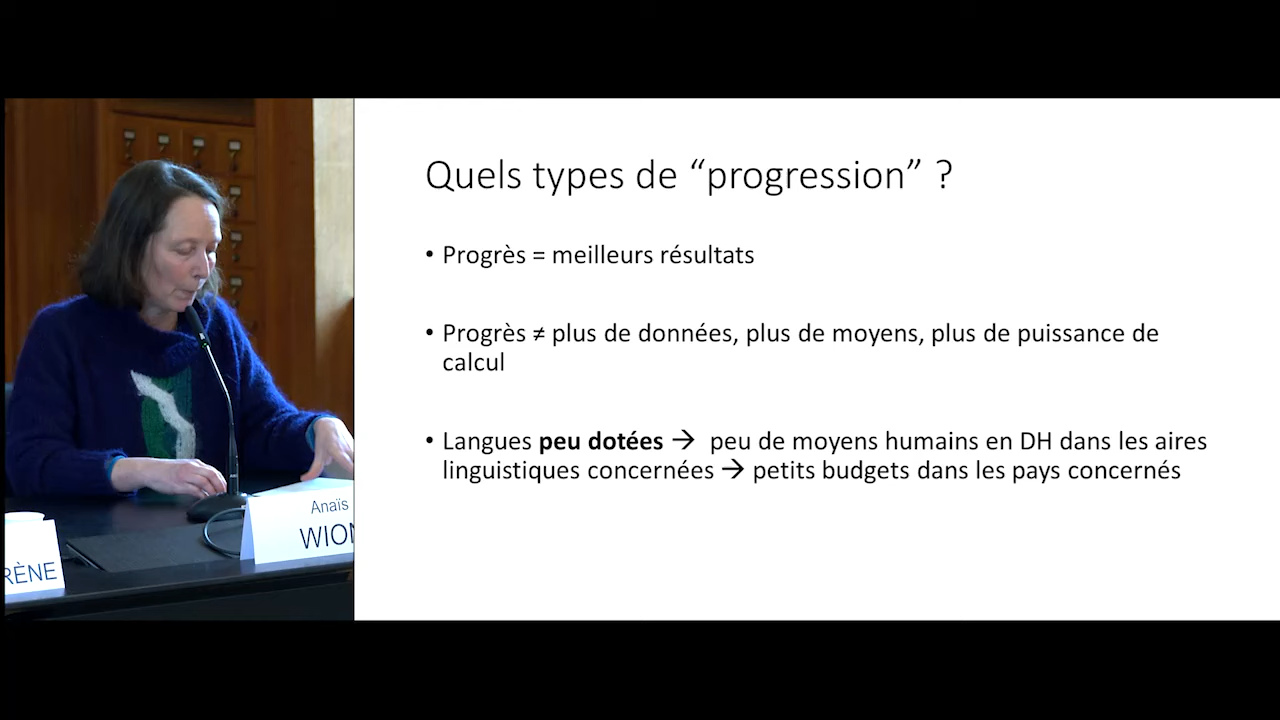 Quels types de “progression” ?
• Progrès = meilleurs résultats
• Progrès ≠ plus de données, plus de moyens, plus de puissance de
calcul
• Langues peu dotées → peu de moyens humains en DH dans les aires
linguistiques concernées → petits budgets dans les pays concernés
Anaïs
WION
RÈNE